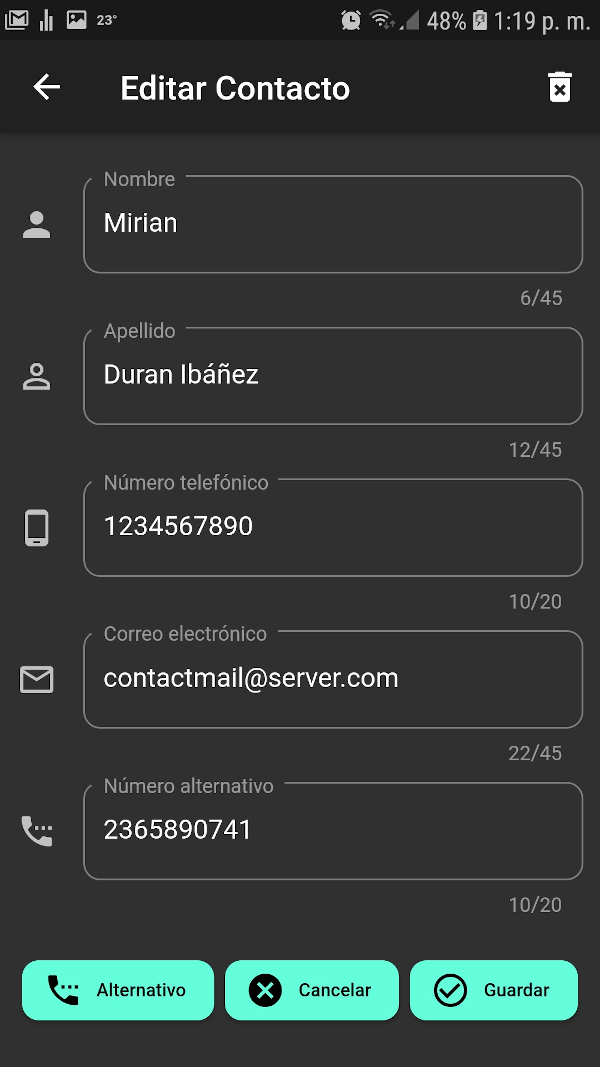 23°
48%
1:19 p. m.
Editar Contacto
Nombre
Mirian
6/45
Apellido
Duran Ibáñez
12/45
Número telefónico
1234567890
10/20
Correo electrónico
contactmail@server.com
22/45
Número alternativo
2365890741
10/20
Alternativo
Cancelar
Guardar